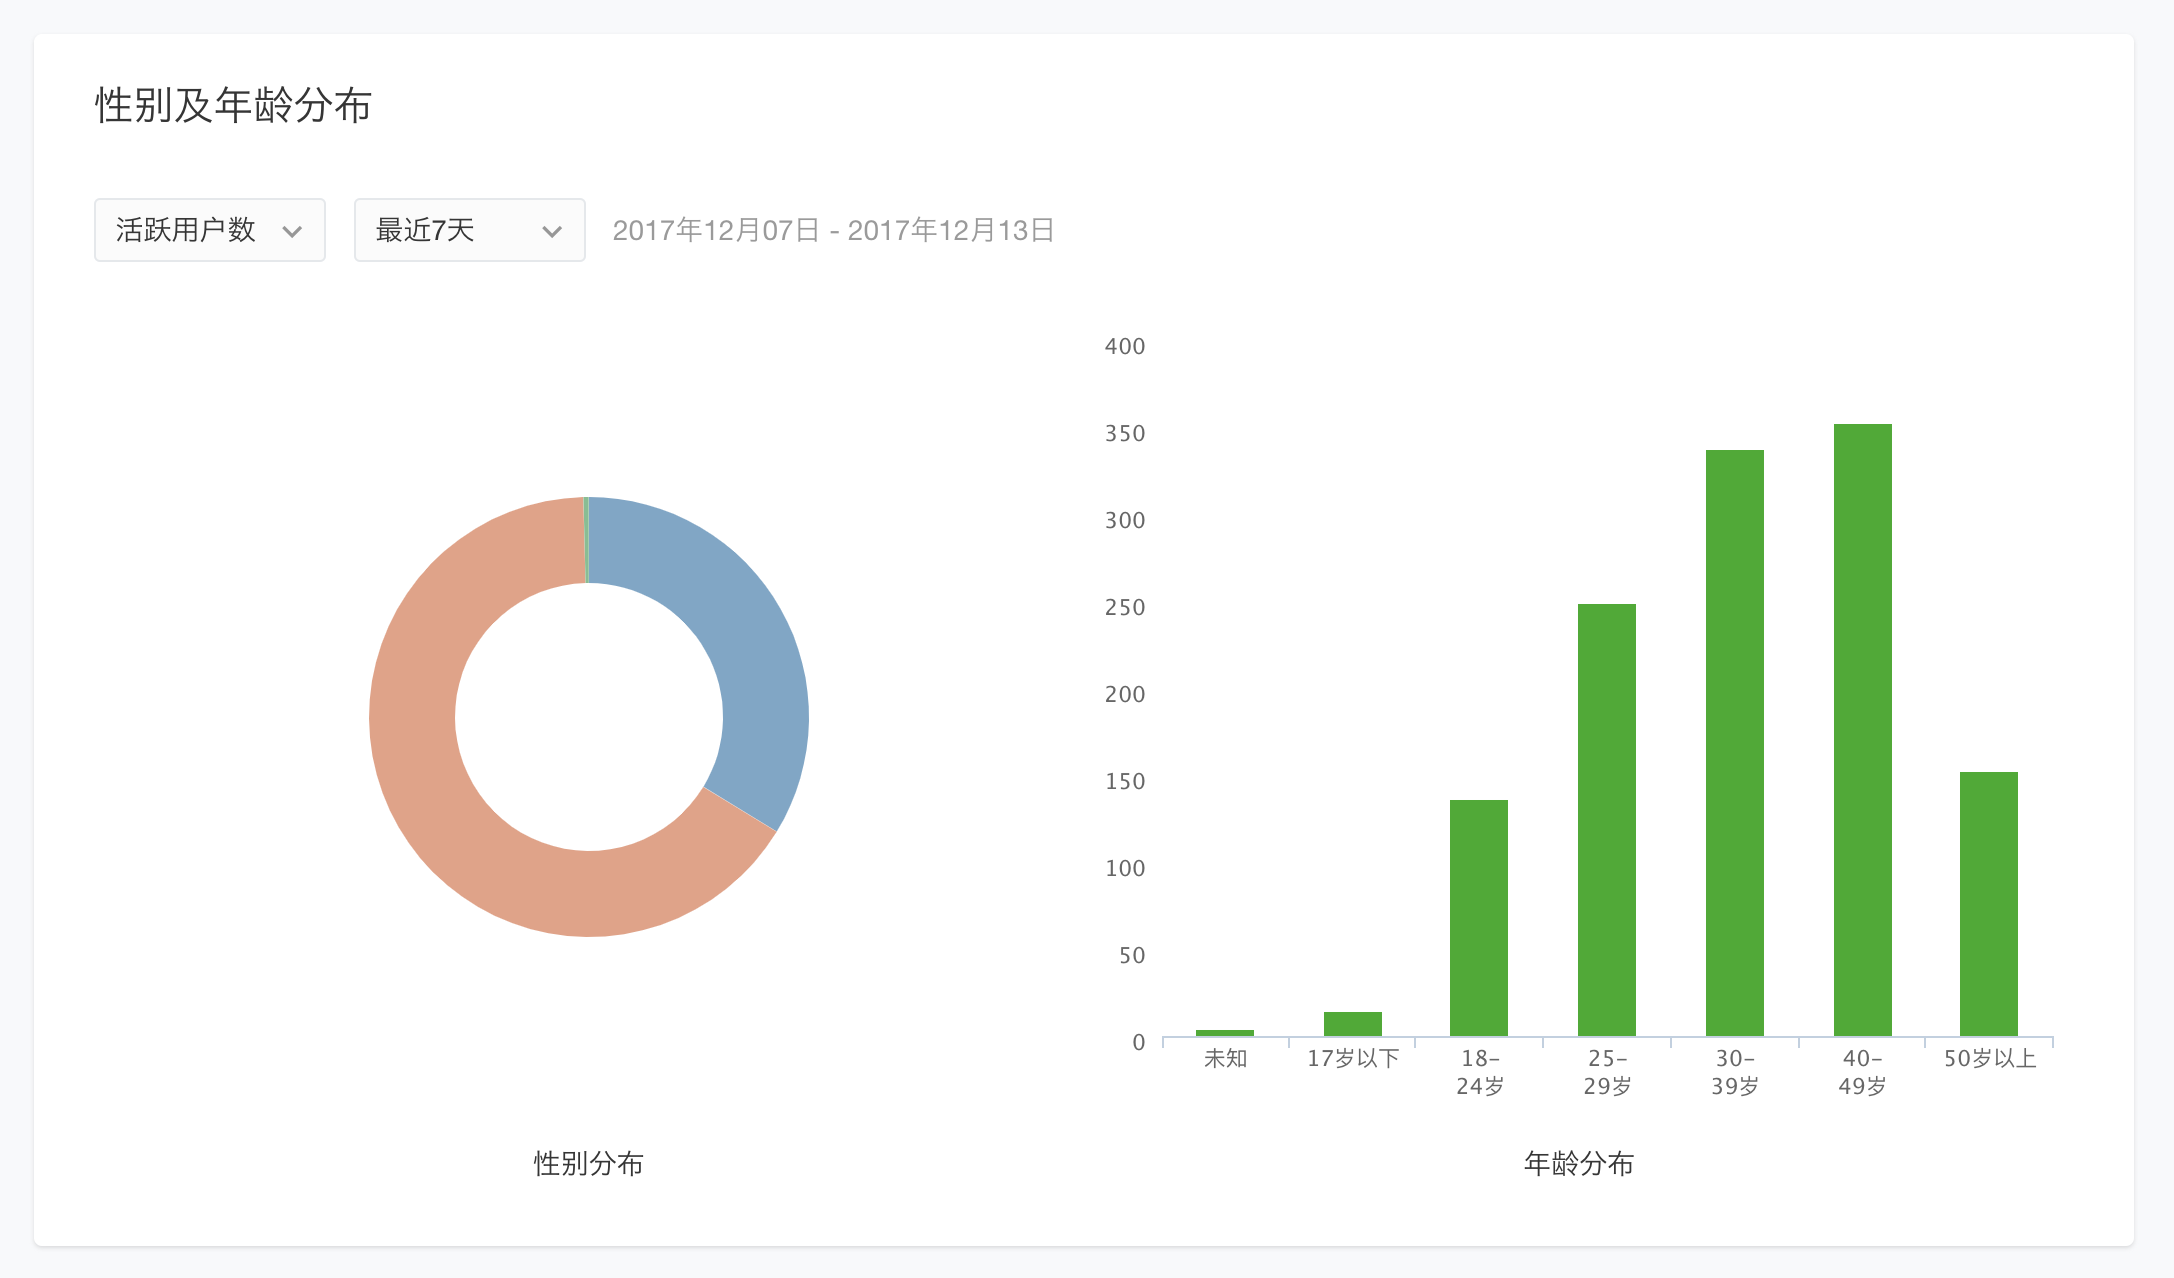 性别及年龄分布
活跃用户数
最近7天
2017年12月07日 - 2017年12月13日
400
350
300
250
200
150
100
50
0
未知
17岁以下
18–
24岁
25–
29岁
30–
39岁
40–
49岁
50岁以上
性别分布
年龄分布